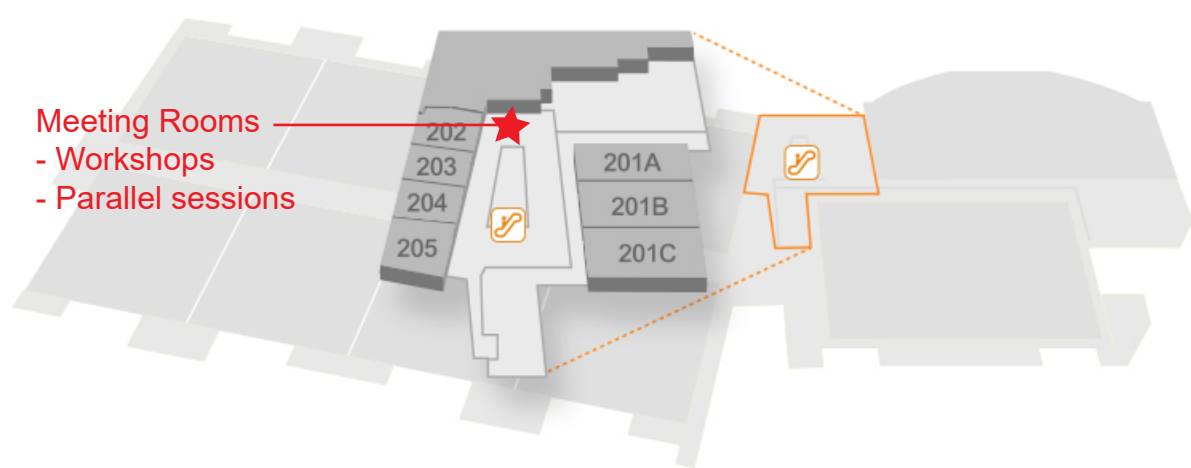 Meeting Rooms
- Workshops
- Parallel sessions
202
203
204
205
201A
201B
201C